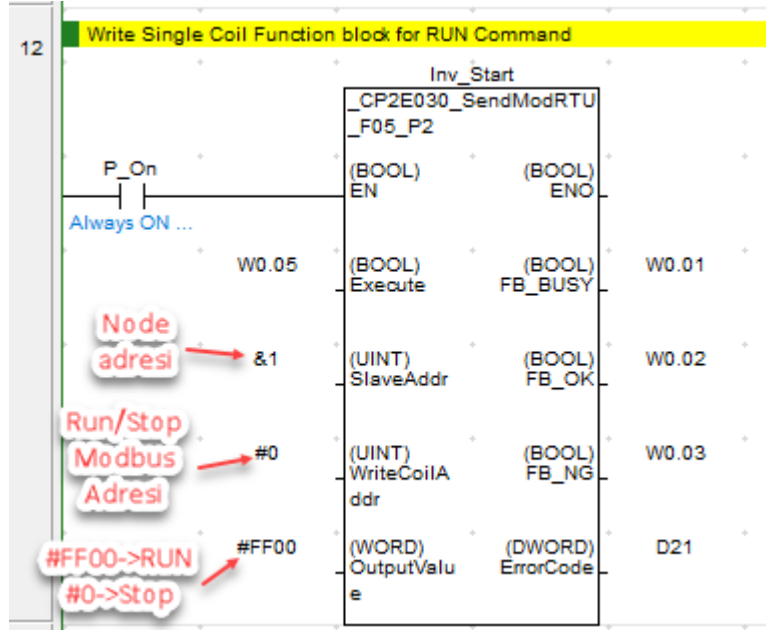 12
Write Single Coil Function block for RUN Command
Inv_Start
_CP2E030_SendModRTU
_F05_P2
P_On
(BOOL)
EN
(BOOL)
ENO
Always ON ...
W0.05
(BOOL)
Execute
(BOOL)
FB_BUSY
W0.01
Node
adresi
&1
(UINT)
SlaveAddr
(BOOL)
FB_OK
W0.02
Run/Stop
Modbus
Adresi
#0
(UINT)
WriteCoilA
ddr
(BOOL)
FB_NG
W0.03
#FF00->RUN
#0->Stop
#FF00
(WORD)
OutputValu
e
(DWORD)
ErrorCode
D21